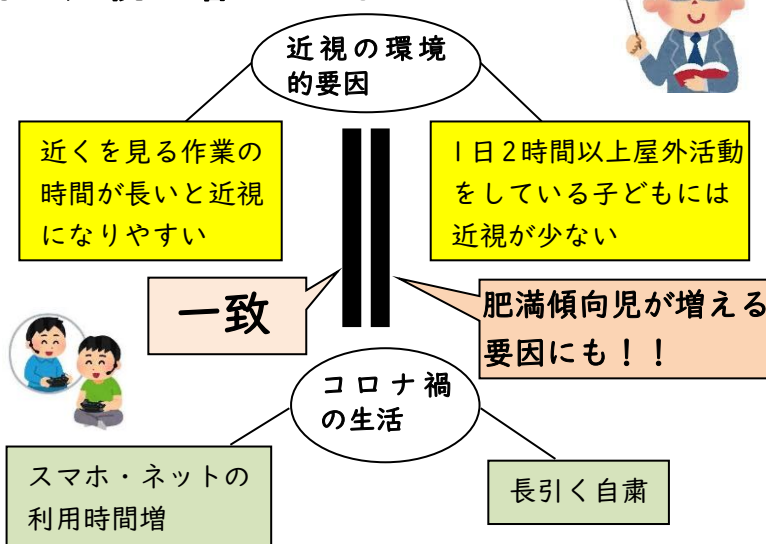 近視の環境
的要因
近くを見る作業の
時間が長いと近視
になりやすい
1日2時間以上屋外活動
をしている子どもには
近視が少ない
一致
肥満傾向児が増える
要因にも！！
コロナ禍
の生活
スマホ・ネットの
利用時間増
長引く自粛